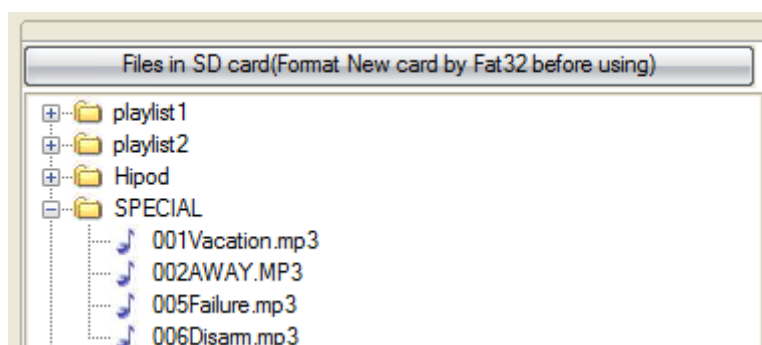 Files in SD card(Format New card by Fat32 before using)
playlist1
playlist2
Hipod
SPECIAL
001Vacation.mp3
002AWAY.MP3
005Failure.mp3
006Disarm.mp3